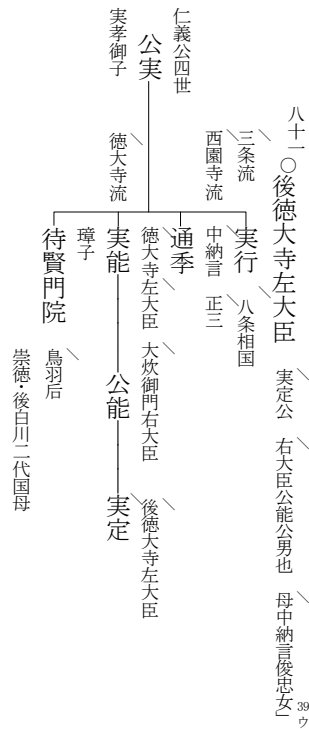 八十一〇後徳大寺左大臣 実定公 右大臣公能公男也 母中納言俊忠女」39ウ
三条流
実行 八条相国
西園寺流
通季 中納言 正三
徳大寺流
実能 徳大寺左大臣
公能 大炊御門右大臣
実定 後徳大寺左大臣
待賢門院 璋子
鳥羽后
崇徳・後白川二代国母
仁義公四世
公実
実孝御子